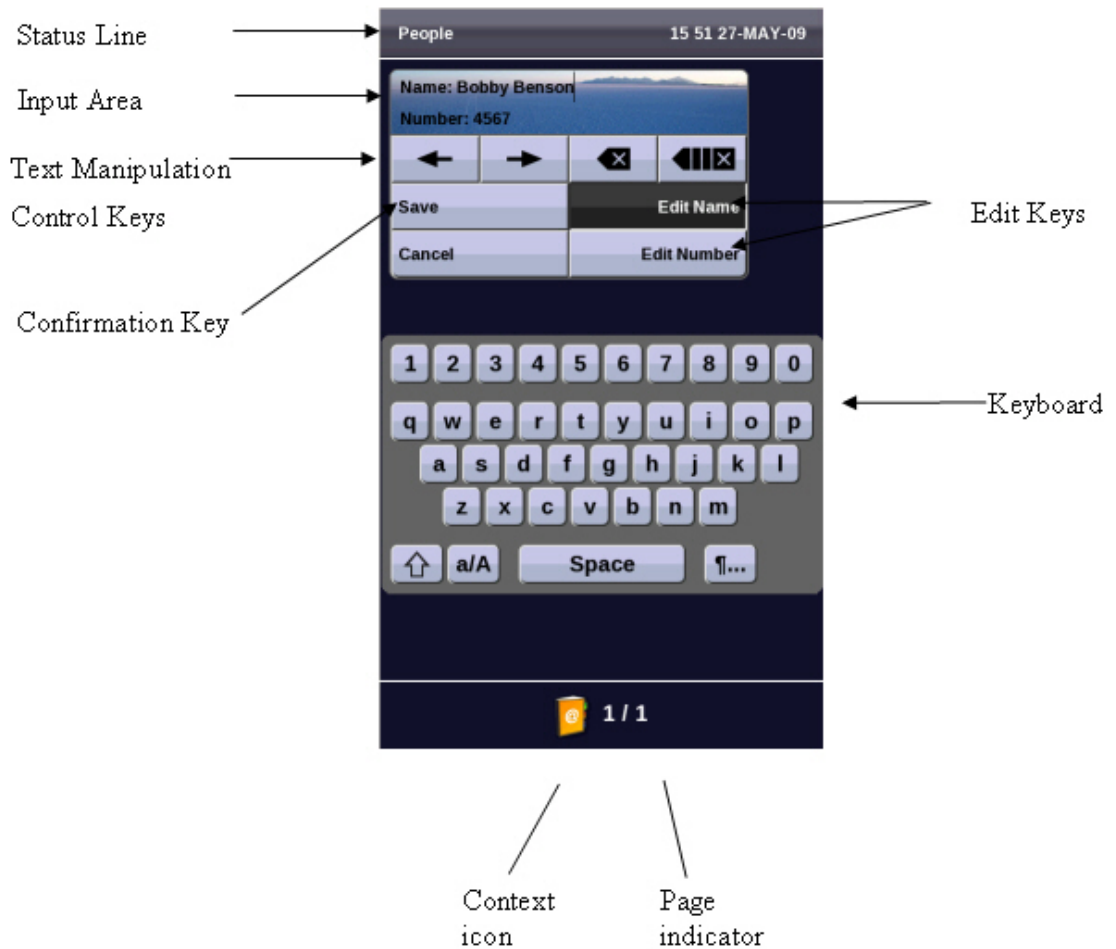 Status Line
People 15 51 27-MAY-09
Input Area
Name: Bobby Benson
Number: 4567
Text Manipulation
Control Keys
Save Edit Name
Edit Keys
Cancel Edit Number
Confirmation Key
1 2 3 4 5 6 7 8 9 0
Keyboard
q w e r t y u i o p
a s d f g h j k l
z x c v b n m
a/A Space ¶...
@ 1 / 1
Context
icon
Page
indicator